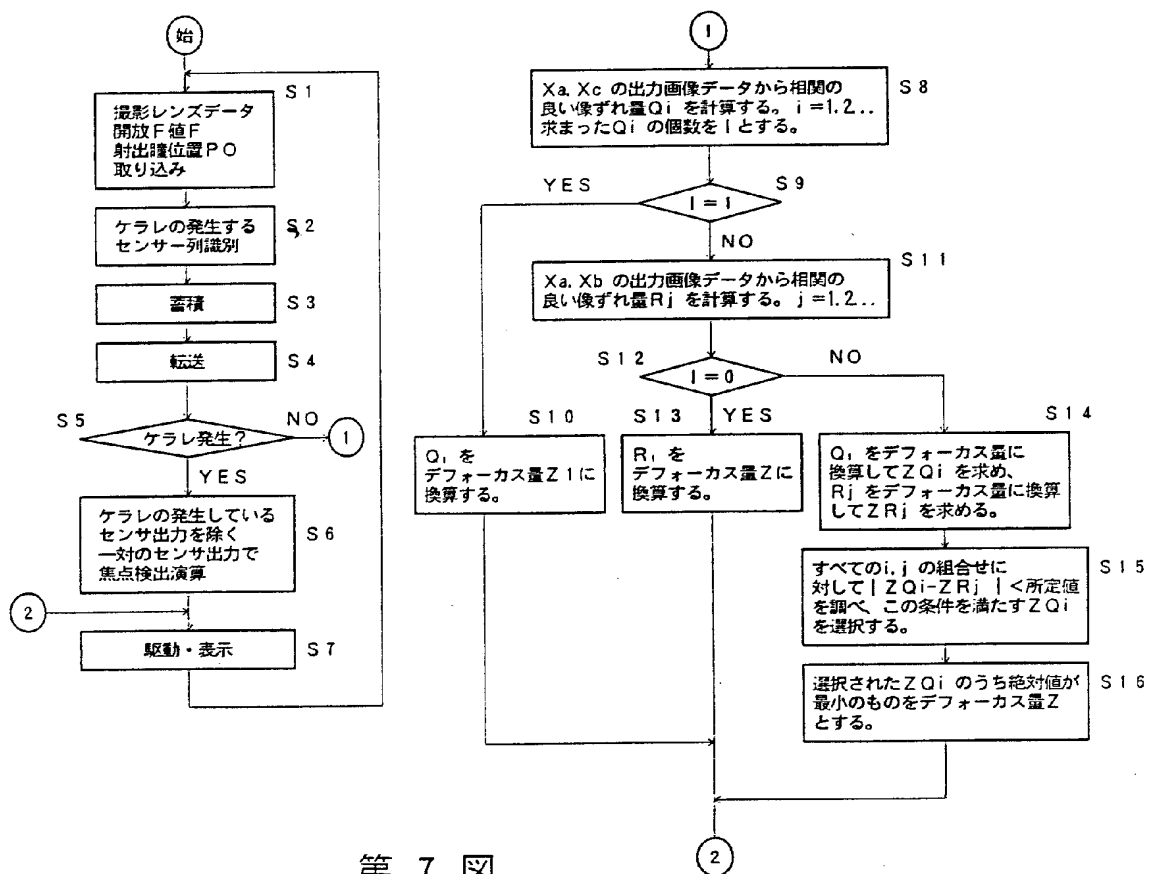 始
S1
撮影レンズデータ
開放F値F
射出瞳位置PO
取り込み
ケラレの発生する
センサー列識別
S2
蓄積
S3
転送
S4
S5
ケラレ発生?
NO
1
YES
ケラレの発生している
センサ出力を除く
一対のセンサ出力で
焦点検出演算
S6
2
駆動・表示
S7
1
Xa.Xc の出力画像データから相関の
良い像ずれ量Qi を計算する。i=1.2..
求まったQi の個数をIとする。
S8
YES
S9
I=1
NO
S11
Xa.Xb の出力画像データから相関の
良い像ずれ量Rj を計算する。j=1.2..
S12
I=0
NO
S10
S13
YES
S14
Q₁を
デフォーカス量Z1に
換算する。
R₁を
デフォーカス量Zに
換算する。
Qiをデフォーカス量に
換算してZQiを求め、
Rjをデフォーカス量に換算
してZRjを求める。
すべてのi.jの組合せに
対して|ZQi-ZRj|<所定値
を調べ、この条件を満たすZQi
を選択する。
S15
選択されたZQiのうち絶対値が
最小のものをデフォーカス量Z
とする。
S16
2
第 7 図